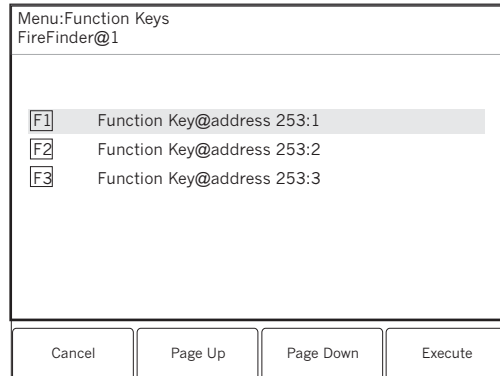 Menu:Function Keys
FireFinder@1
F1 Function Key@address 253:1
F2 Function Key@address 253:2
F3 Function Key@address 253:3
Cancel Page Up Page Down Execute